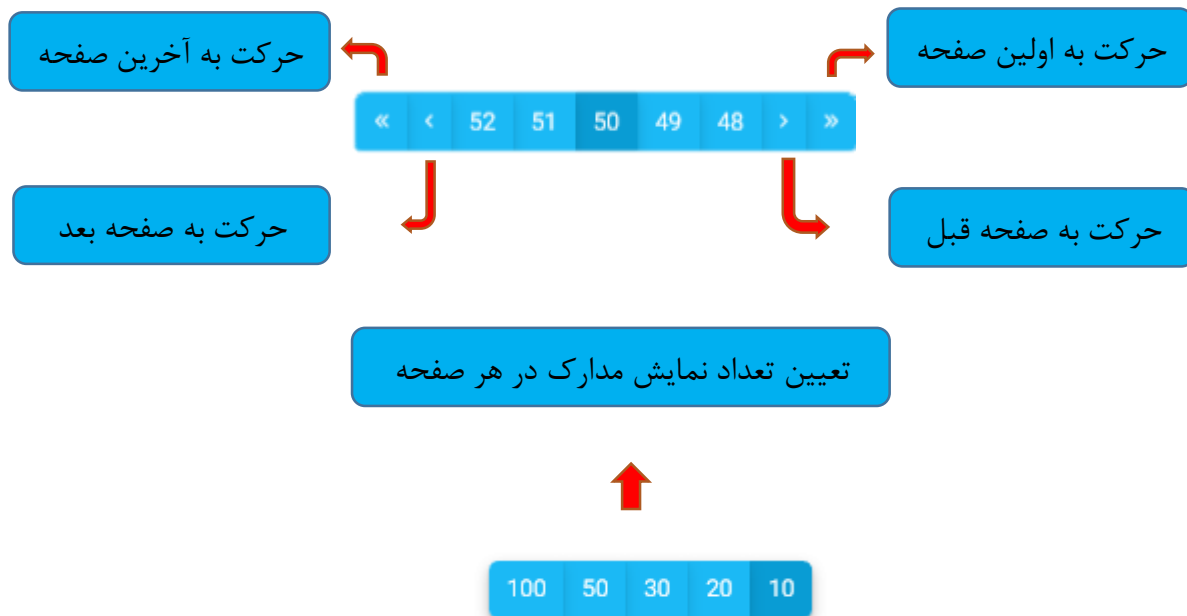 حرکت به اولین صفحه
حرکت به آخرین صفحه
« ‹ 52 51 50 49 48 › »
حرکت به صفحه قبل
حرکت به صفحه بعد
تعیین تعداد نمایش مدارک در هر صفحه
100 50 30 20 10